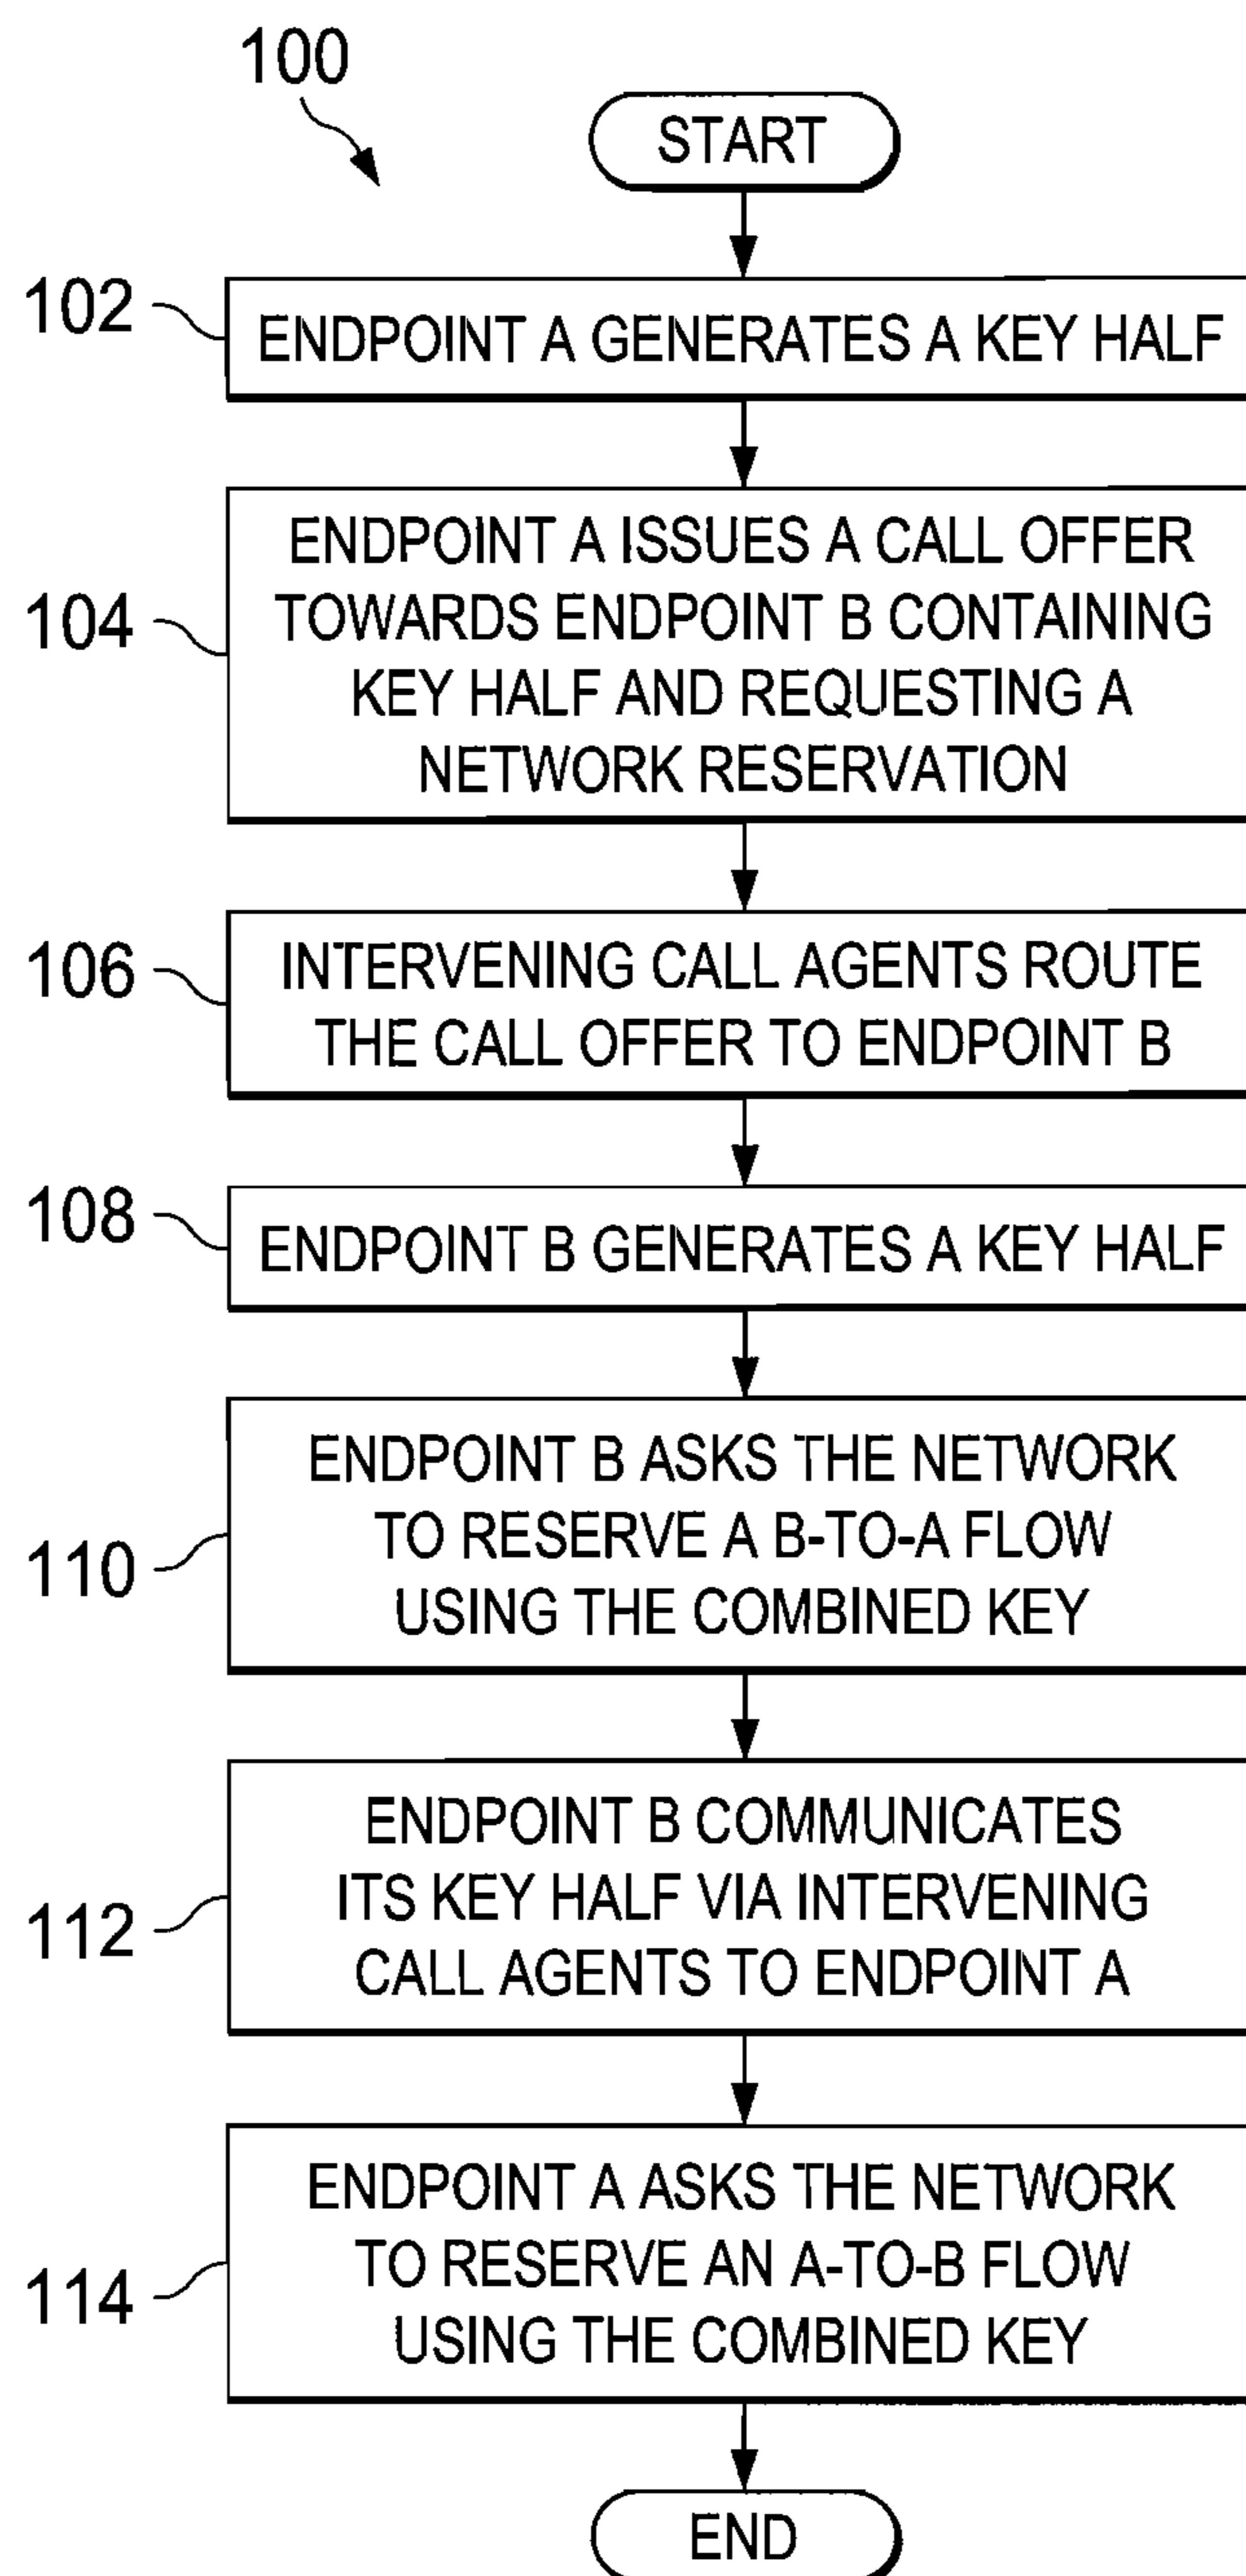 100
START
102
ENDPOINT A GENERATES A KEY HALF
104
ENDPOINT A ISSUES A CALL OFFER
TOWARDS ENDPOINT B CONTAINING
KEY HALF AND REQUESTING A
NETWORK RESERVATION
106
INTERVENING CALL AGENTS ROUTE
THE CALL OFFER TO ENDPOINT B
108
ENDPOINT B GENERATES A KEY HALF
110
ENDPOINT B ASKS THE NETWORK
TO RESERVE A B-TO-A FLOW
USING THE COMBINED KEY
112
ENDPOINT B COMMUNICATES
ITS KEY HALF VIA INTERVENING
CALL AGENTS TO ENDPOINT A
114
ENDPOINT A ASKS THE NETWORK
TO RESERVE AN A-TO-B FLOW
USING THE COMBINED KEY
END